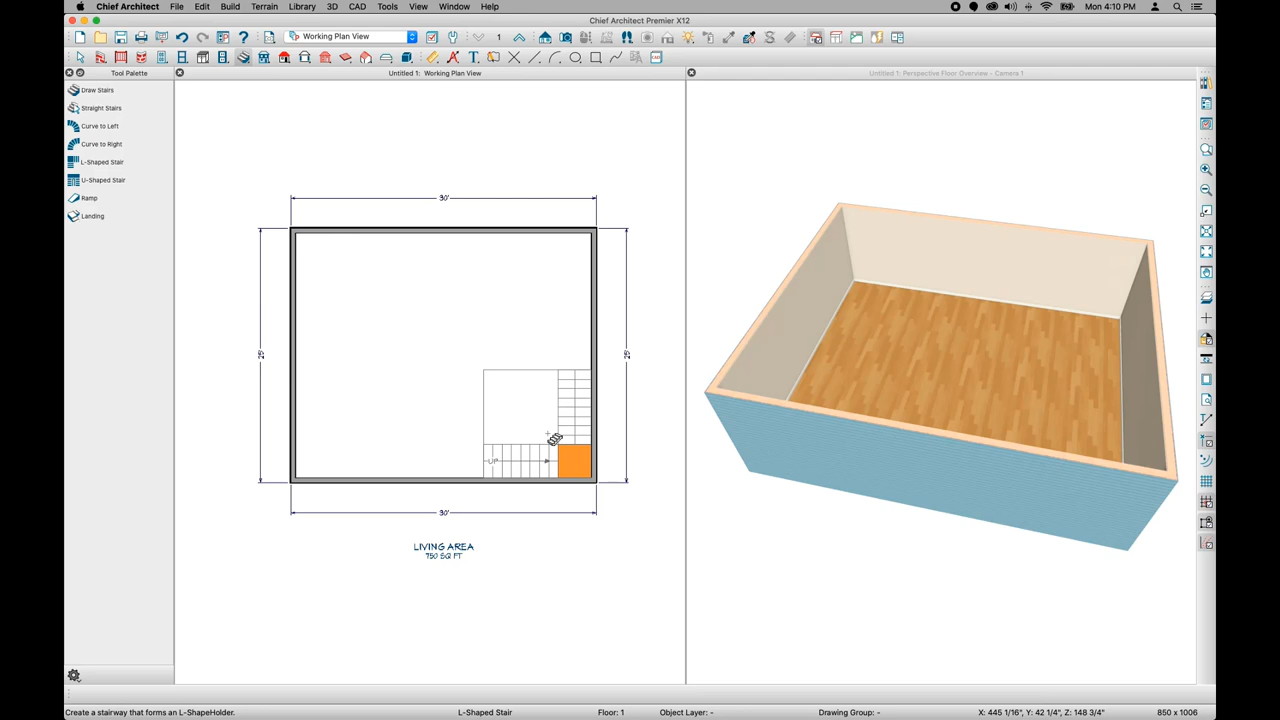 Chief Architect File Edit Build Terrain Library 3D CAD Tools View Window Help Mon 4:10 PM
Chief Architect Premier X12
Working Plan View 1
Tool Palette
Untitled 1: Working Plan View
Untitled 1: Perspective Floor Overview - Camera 1
Draw Stairs
Straight Stairs
Curve to Left
Curve to Right
L-Shaped Stair
U-Shaped Stair
Ramp
Landing
30'
25'
25'
UP
30'
LIVING AREA
750 SQ FT
Create a stairway that forms an L-ShapeHolder. L-Shaped Stair Floor: 1 Object Layer: - Drawing Group: - X: 445 1/16", Y: 42 1/4", Z: 148 3/4" 850 x 1006